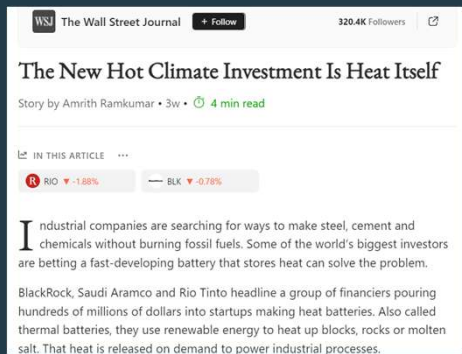 WSJ The Wall Street Journal + Follow 320.4K Followers
The New Hot Climate Investment Is Heat Itself
Story by Amrith Ramkumar • 3w • 4 min read
IN THIS ARTICLE ...
R RIO ▼ -1.88% BLK ▼ -0.78%
Industrial companies are searching for ways to make steel, cement and
chemicals without burning fossil fuels. Some of the world's biggest investors
are betting a fast-developing battery that stores heat can solve the problem.
BlackRock, Saudi Aramco and Rio Tinto headline a group of financiers pouring
hundreds of millions of dollars into startups making heat batteries. Also called
thermal batteries, they use renewable energy to heat up blocks, rocks or molten
salt. That heat is released on demand to power industrial processes.